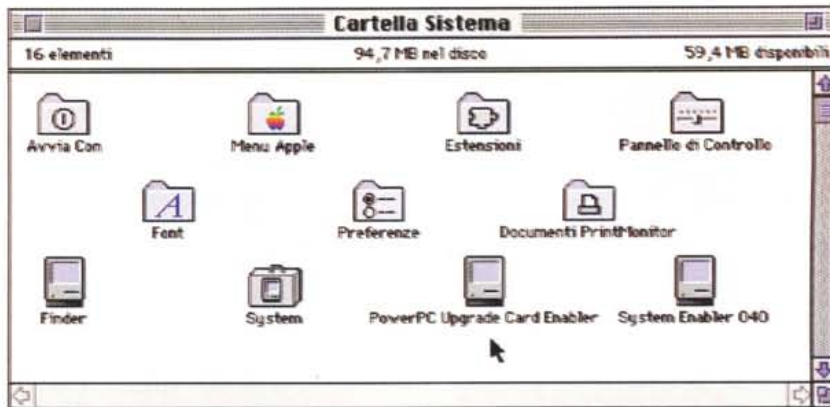 Cartella Sistema
16 elementi 94,7 MB nel disco 59,4 MB disponibili
Avvia Con Menu Apple Estensioni Pannello di Controllo
Font Preferenze Documenti PrintMonitor
Finder System PowerPC Upgrade Card Enabler System Enabler 040